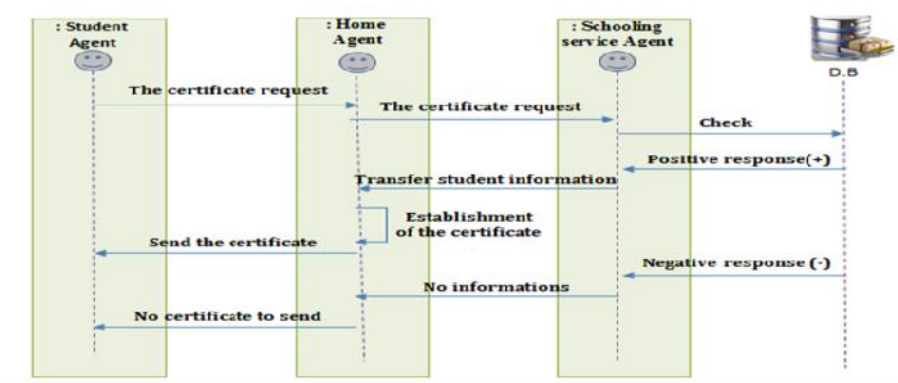 : Student
Agent
: Home
Agent
: Schooling
service Agent
D.B
The certificate request
The certificate request
Check
Positive response(+)
Transfer student information
Establishment
of the certificate
Send the certificate
Negative response (-)
No informations
No certificate to send